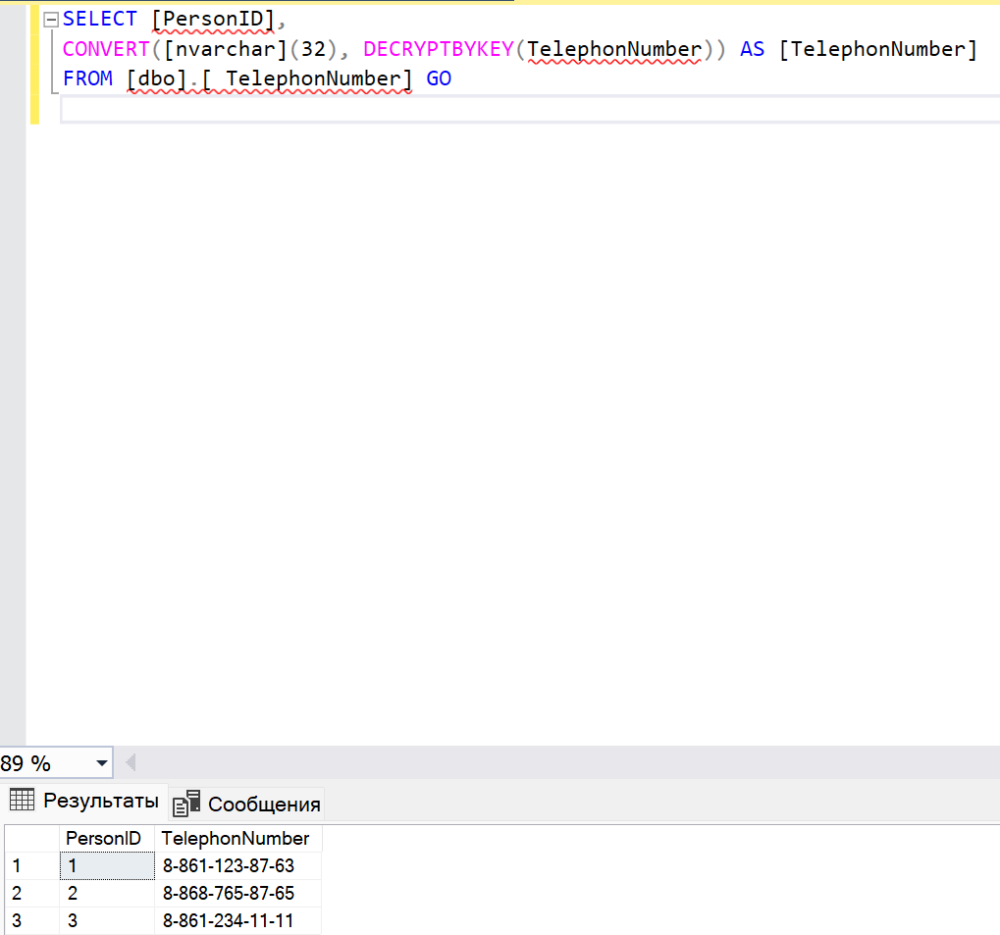 SELECT [PersonID],
CONVERT([nvarchar](32), DECRYPTBYKEY(TelephonNumber)) AS [TelephonNumber]
FROM [dbo].[ TelephonNumber] GO
89 %
Результаты Сообщения
PersonID TelephonNumber
1 1 8-861-123-87-63
2 2 8-868-765-87-65
3 3 8-861-234-11-11